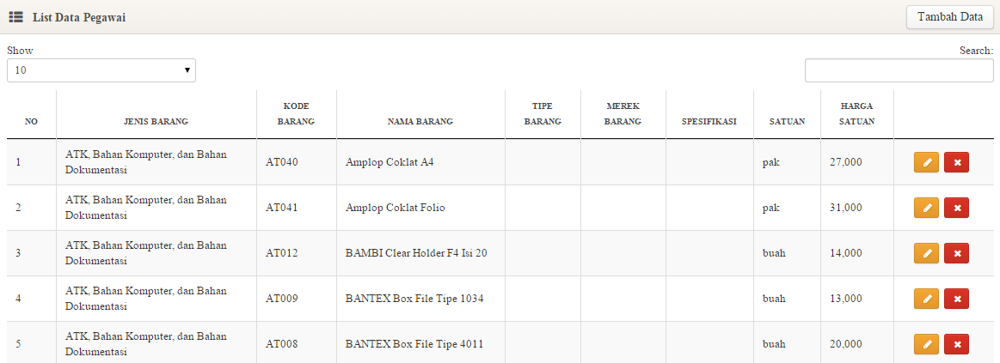 List Data Pegawai
Tambah Data
Show
Search:
10
NO JENIS BARANG KODE BARANG NAMA BARANG TIPE BARANG MEREK BARANG SPESIFIKASI SATUAN HARGA SATUAN
1 ATK, Bahan Komputer, dan Bahan Dokumentasi AT040 Amplop Coklat A4 pak 27,000
2 ATK, Bahan Komputer, dan Bahan Dokumentasi AT041 Amplop Coklat Folio pak 31,000
3 ATK, Bahan Komputer, dan Bahan Dokumentasi AT012 BAMBI Clear Holder F4 Isi 20 buah 14,000
4 ATK, Bahan Komputer, dan Bahan Dokumentasi AT009 BANTEX Box File Tipe 1034 buah 13,000
5 ATK, Bahan Komputer, dan Bahan Dokumentasi AT008 BANTEX Box File Tipe 4011 buah 20,000